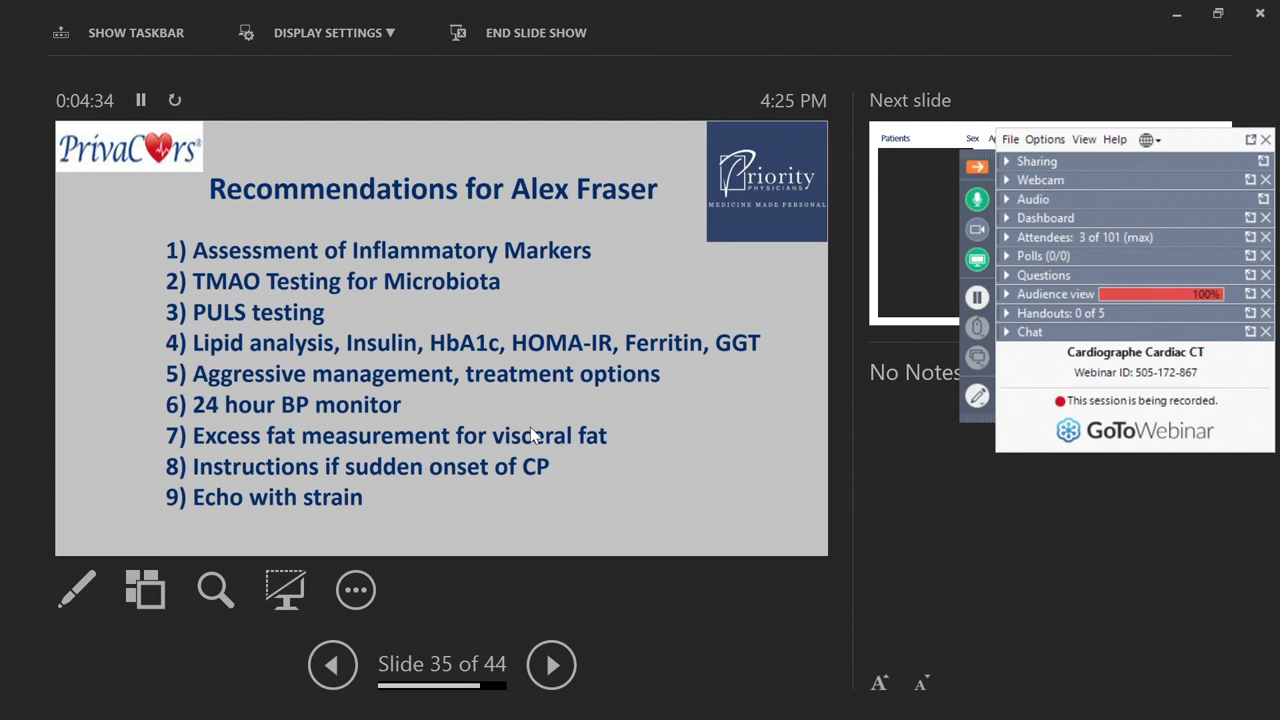 SHOW TASKBAR
DISPLAY SETTINGS ▼
END SLIDE SHOW
0:04:34
4:25 PM
PrivaCors®
Priority
PHYSICIANS
MEDICINE MADE PERSONAL
Recommendations for Alex Fraser
1) Assessment of Inflammatory Markers
2) TMAO Testing for Microbiota
3) PULS testing
4) Lipid analysis, Insulin, HbA1c, HOMA-IR, Ferritin, GGT
5) Aggressive management, treatment options
6) 24 hour BP monitor
7) Excess fat measurement for visceral fat
8) Instructions if sudden onset of CP
9) Echo with strain
Slide 35 of 44
Next slide
Patients
Sex
No Notes
A A
File Options View Help
Sharing
Webcam
Audio
Dashboard
Attendees: 3 of 101 (max)
Polls (0/0)
Questions
Audience view 100%
Handouts: 0 of 5
Chat
Cardiographe Cardiac CT
Webinar ID: 505-172-867
This session is being recorded.
GoToWebinar